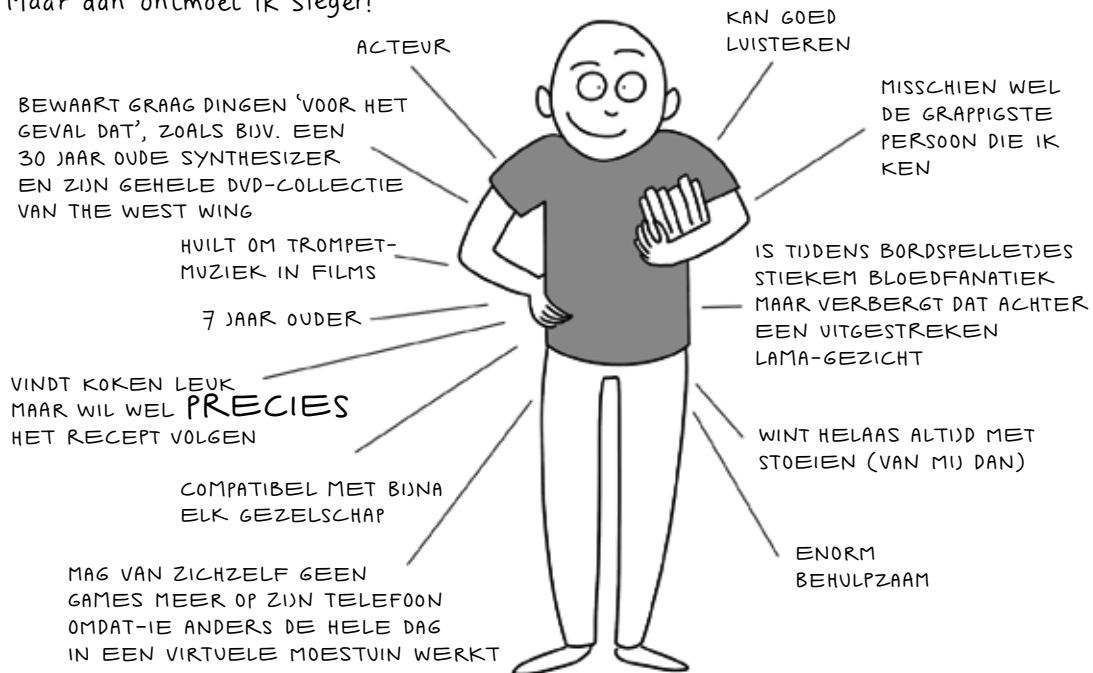 Maar dan ontmoet ik Sieger!
ACTEUR
BEWAART GRAAG DINGEN ‘VOOR HET
GEVAL DAT’, ZOALS BIJV. EEN
30 JAAR OUDE SYNTHESIZER
EN ZIJN GEHELE DVD-COLLECTIE
VAN THE WEST WING
HUILT OM TROMPET-
MUZIEK IN FILMS
7 JAAR OUDER
VINDT KOKEN LEUK
MAAR WIL WEL PRECIES
HET RECEPT VOLGEN
COMPATIBEL MET BIJNA
ELK GEZELSCHAP
MAG VAN ZICHZELF GEEN
GAMES MEER OP ZIJN TELEFOON
OMDAT-IE ANDERS DE HELE DAG
IN EEN VIRTUELE MOESTUIN WERKT
KAN GOED
LUISTEREN
MISSCHIEN WEL
DE GRAPPIGSTE
PERSOON DIE IK
KEN
IS TIJDENS BORDSPELLETJES
STIEKEM BLOEDFANATIEK
MAAR VERBERGT DAT ACHTER
EEN UITGESTREKEN
LAMA-GEZICHT
WINT HELAAS ALTIJD MET
STOEIEN (VAN MIJ DAN)
ENORM
BEHULPZAAM